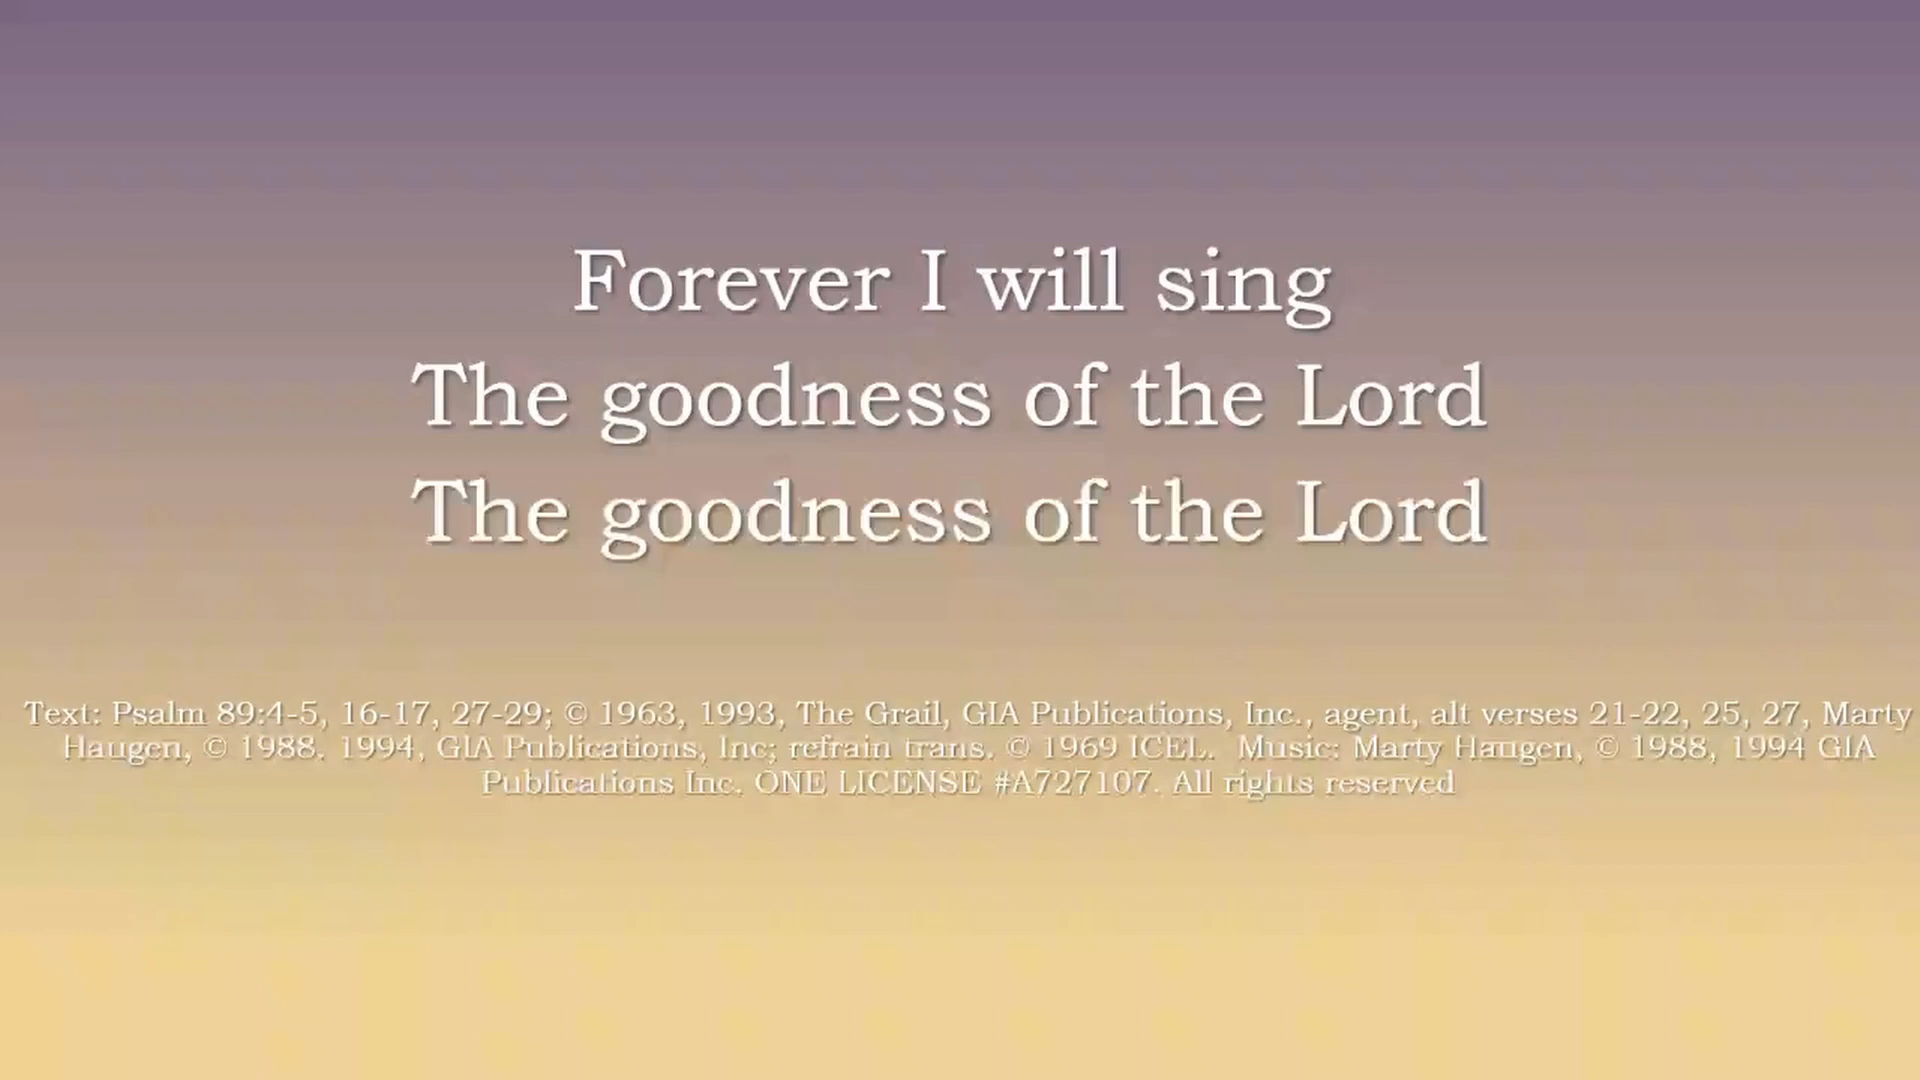 Forever I will sing
The goodness of the Lord
The goodness of the Lord
Text: Psalm 89:4-5, 16-17, 27-29; © 1963, 1993, The Grail, GIA Publications, Inc., agent, alt verses 21-22, 25, 27, Marty
Haugen, © 1988. 1994, GIA Publications, Inc; refrain trans. © 1969 ICEL. Music: Marty Haugen, © 1988, 1994 GIA
Publications Inc. ONE LICENSE #A727107. All rights reserved